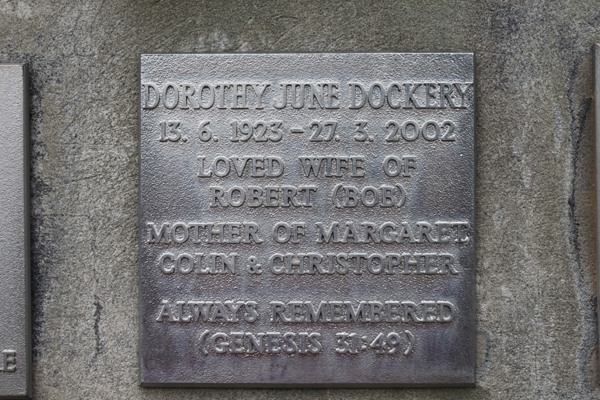 DOROTHY JUNE DOCKERY
13. 6. 1923 - 27. 3. 2002
LOVED WIFE OF
ROBERT (BOB)
MOTHER OF MARGARET,
COLIN & CHRISTOPHER
ALWAYS REMEMBERED
(GENESIS 31:49)